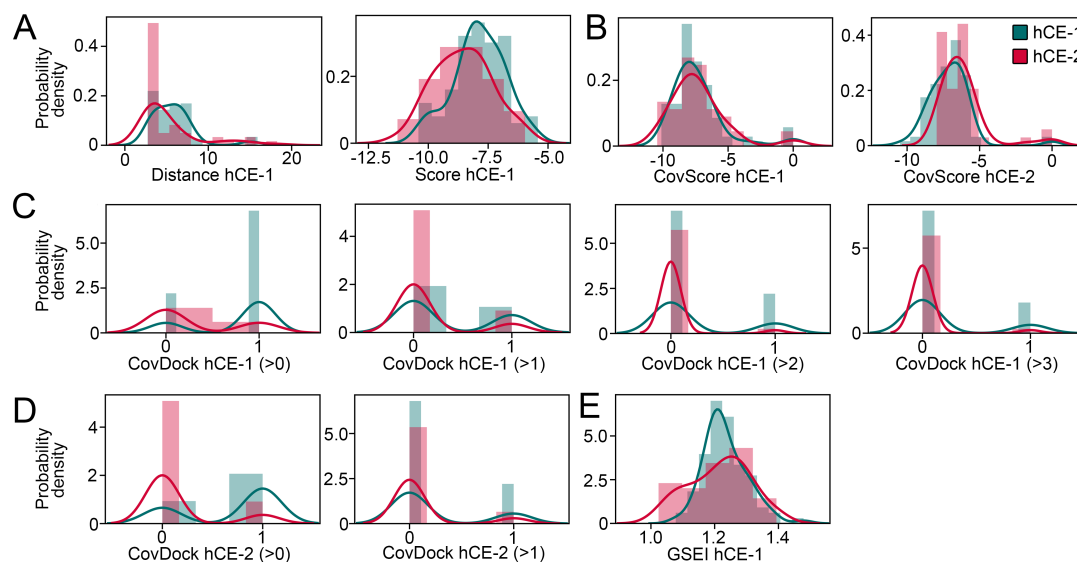 A
Probability density
0.4
0.2
0
0
10
20
Distance hCE-1
0.2
0
-12.5
-10.0
-7.5
-5.0
Score hCE-1
B
0.2
0
-10
-5
0
CovScore hCE-1
0.4
0.2
0
-10
-5
0
CovScore hCE-2
hCE-1
hCE-2
C
Probability density
5.0
2.5
0
0
1
CovDock hCE-1 (>0)
4
2
0
0
1
CovDock hCE-1 (>1)
5.0
2.5
0
0
1
CovDock hCE-1 (>2)
5
0
0
1
CovDock hCE-1 (>3)
D
Probability density
4
2
0
0
1
CovDock hCE-2 (>0)
5.0
2.5
0
0
1
CovDock hCE-2 (>1)
E
5.0
2.5
0
1.0
1.2
1.4
GSEI hCE-1